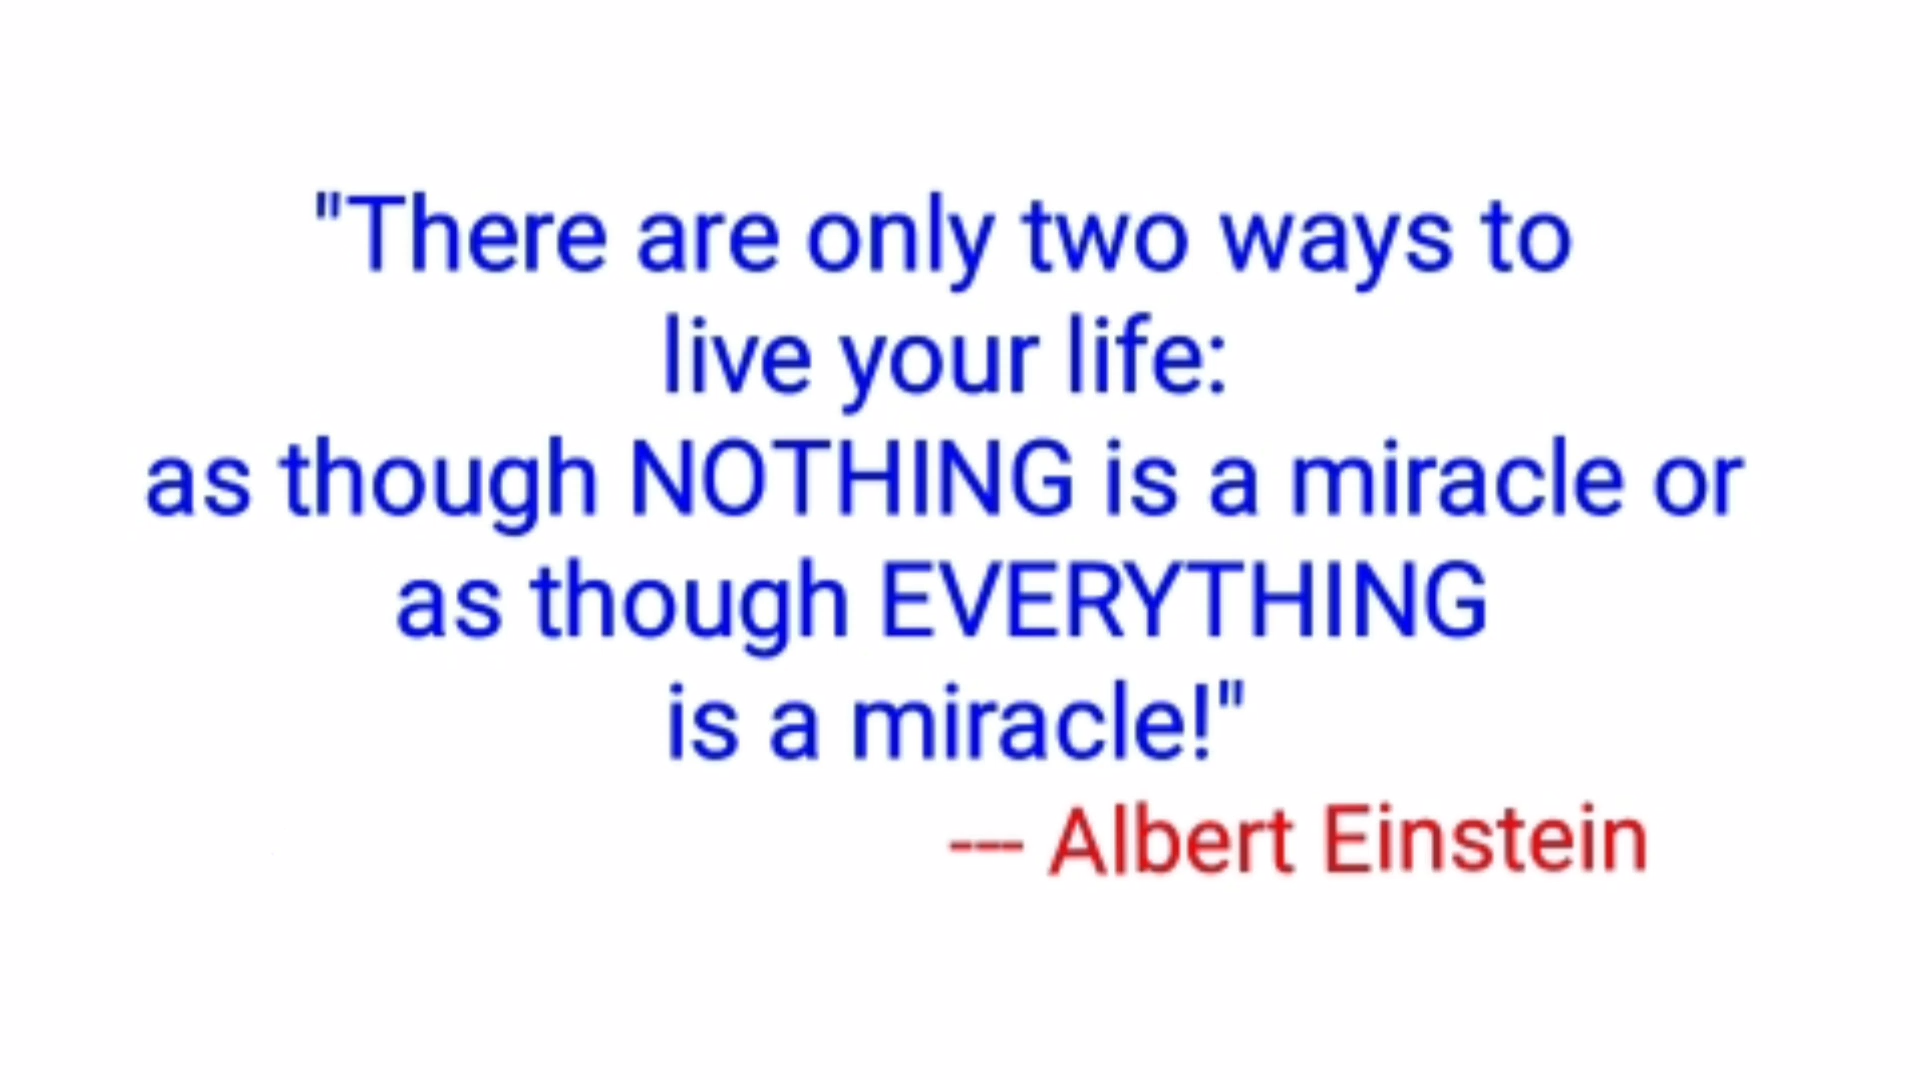 "There are only two ways to
live your life:
as though NOTHING is a miracle or
as though EVERYTHING
is a miracle!"
--- Albert Einstein